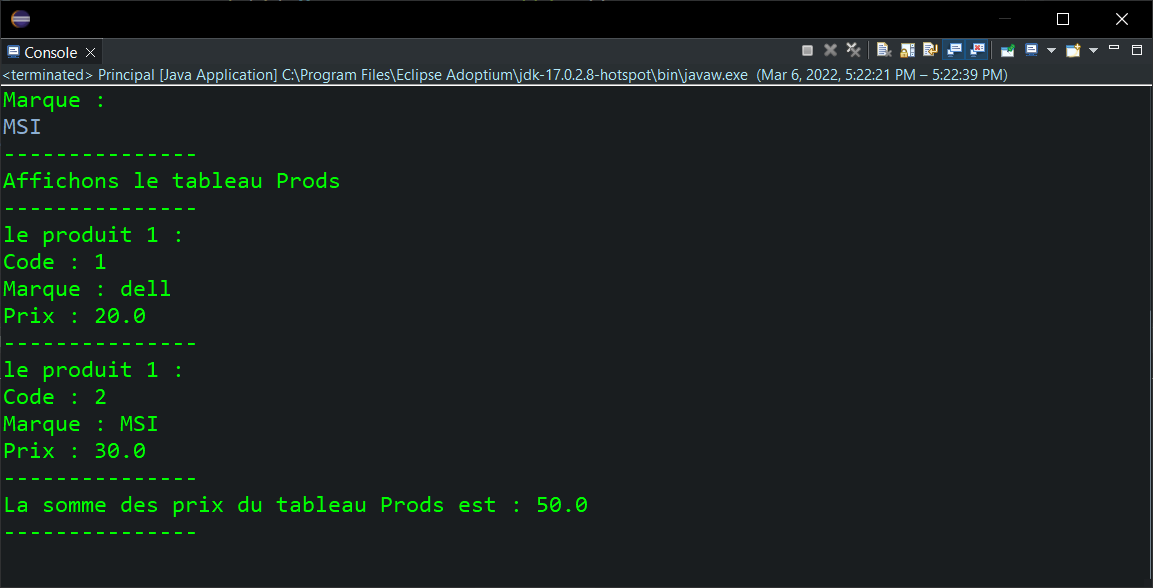 Console
<terminated> Principal [Java Application] C:\Program Files\Eclipse Adoptium\jdk-17.0.2.8-hotspot\bin\javaw.exe (Mar 6, 2022, 5:22:21 PM – 5:22:39 PM)
Marque :
MSI
---------------
Affichons le tableau Prods
---------------
le produit 1 :
Code : 1
Marque : dell
Prix : 20.0
---------------
le produit 1 :
Code : 2
Marque : MSI
Prix : 30.0
---------------
La somme des prix du tableau Prods est : 50.0
---------------